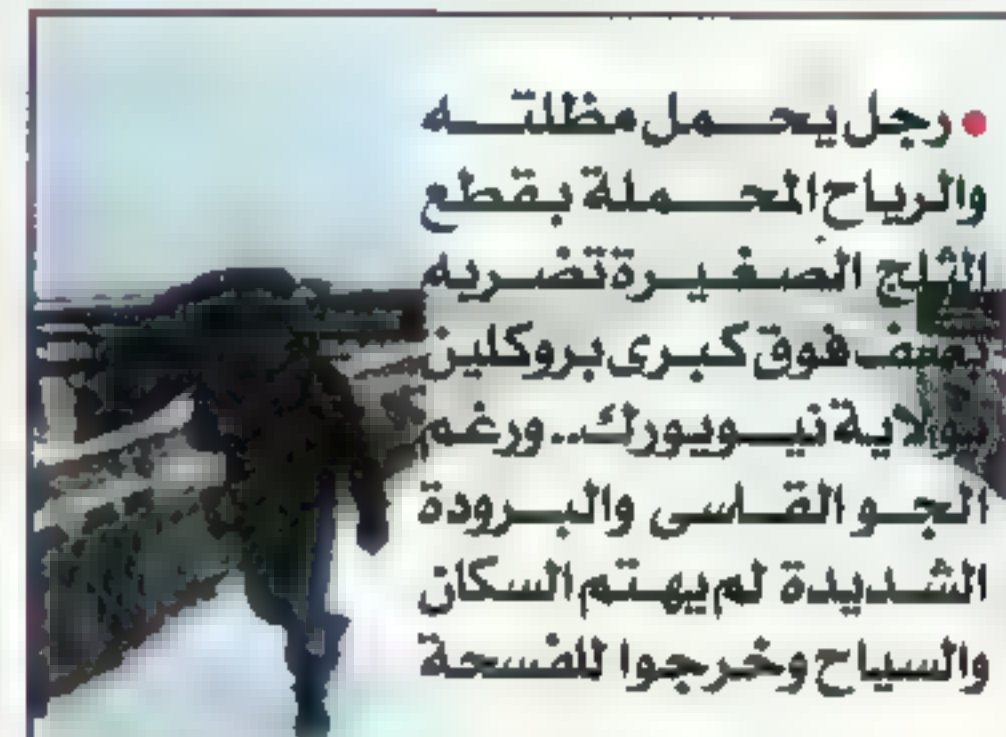 ● رجل يحمل مظلته
والرياح المحملة بقطع
الثلج الصغيرة تضربه
بعنف فوق كبرى بروكلين
بولاية نيويورك.. ورغم
الجو القاسى والبرودة
الشديدة لم يهتم السكان
والسياح وخرجوا للفسحة